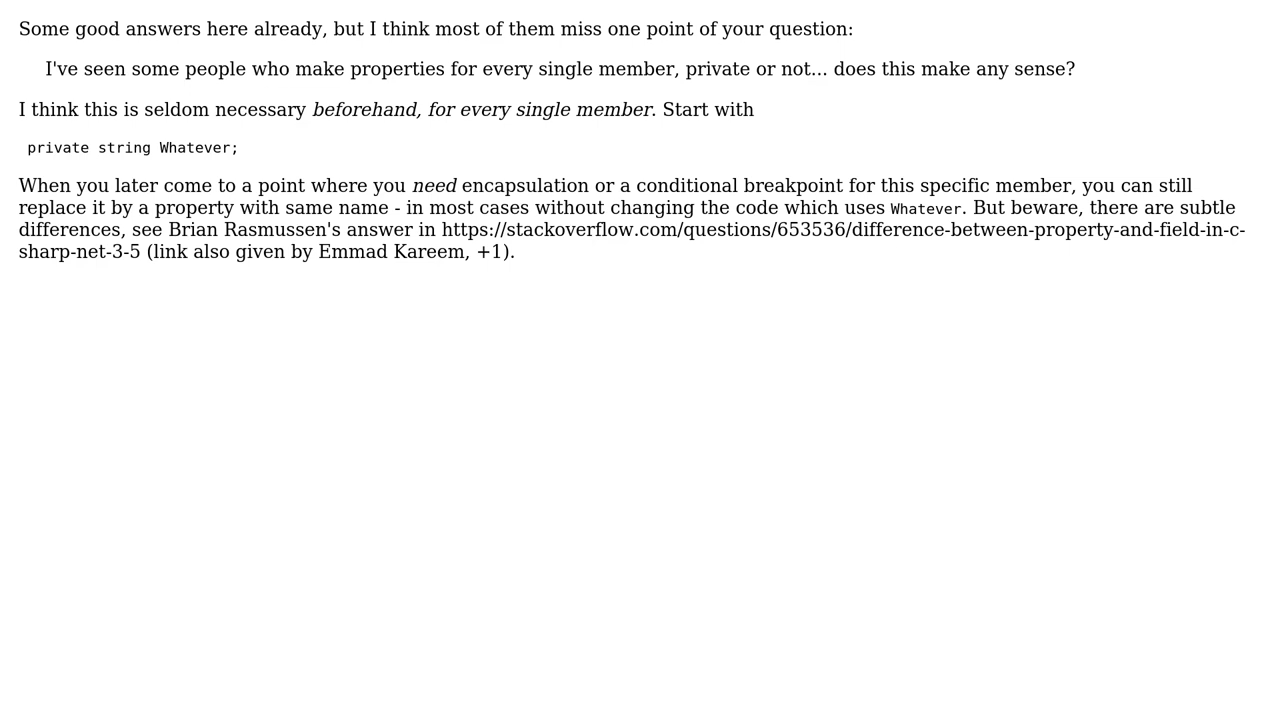 Some good answers here already, but I think most of them miss one point of your question:
I've seen some people who make properties for every single member, private or not... does this make any sense?
I think this is seldom necessary beforehand, for every single member. Start with
private string Whatever;
When you later come to a point where you need encapsulation or a conditional breakpoint for this specific member, you can still
replace it by a property with same name - in most cases without changing the code which uses Whatever. But beware, there are subtle
differences, see Brian Rasmussen's answer in https://stackoverflow.com/questions/653536/difference-between-property-and-field-in-c-
sharp-net-3-5 (link also given by Emmad Kareem, +1).